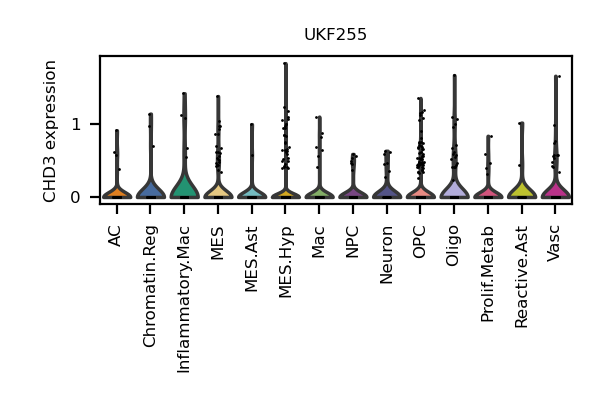 UKF255
CHD3 expression
1
0
AC
Chromatin.Reg
Inflammatory.Mac
MES
MES.Ast
MES.Hyp
Mac
NPC
Neuron
OPC
Oligo
Prolif.Metab
Reactive.Ast
Vasc